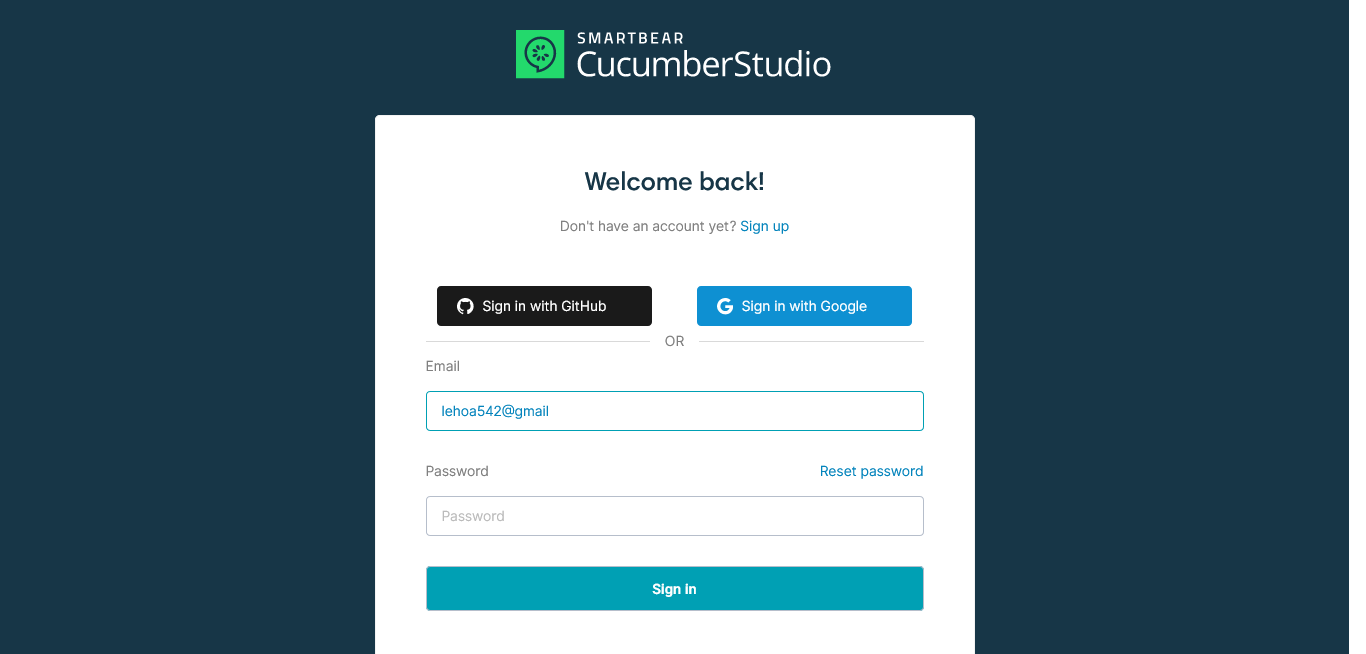 SMARTBEAR
CucumberStudio
Welcome back!
Don't have an account yet? Sign up
Sign in with GitHub
Sign in with Google
OR
Email
lehoa542@gmail
Password
Reset password
Password
Sign in